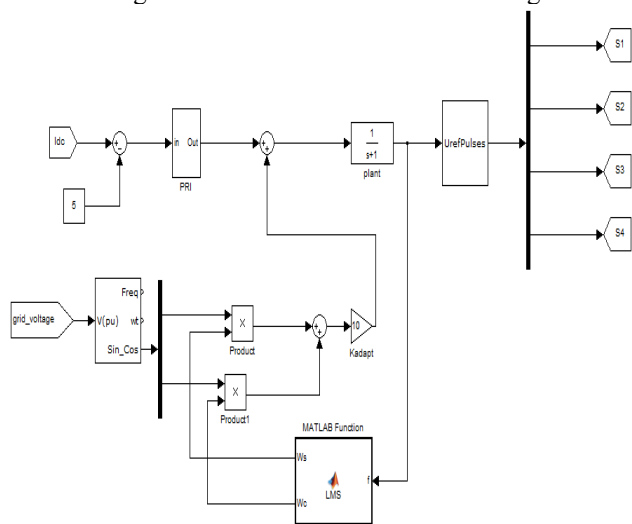 S1
S2
S3
S4
Idc
+
−
in Out
PRI
+
+
1
s+1
plant
UrefPulses
5
grid_voltage
Freq
V(pu) wt
Sin_Cos
X
Product
X
Product1
+
+
10
Kadapt
MATLAB Function
Ws
Wc
f
LMS